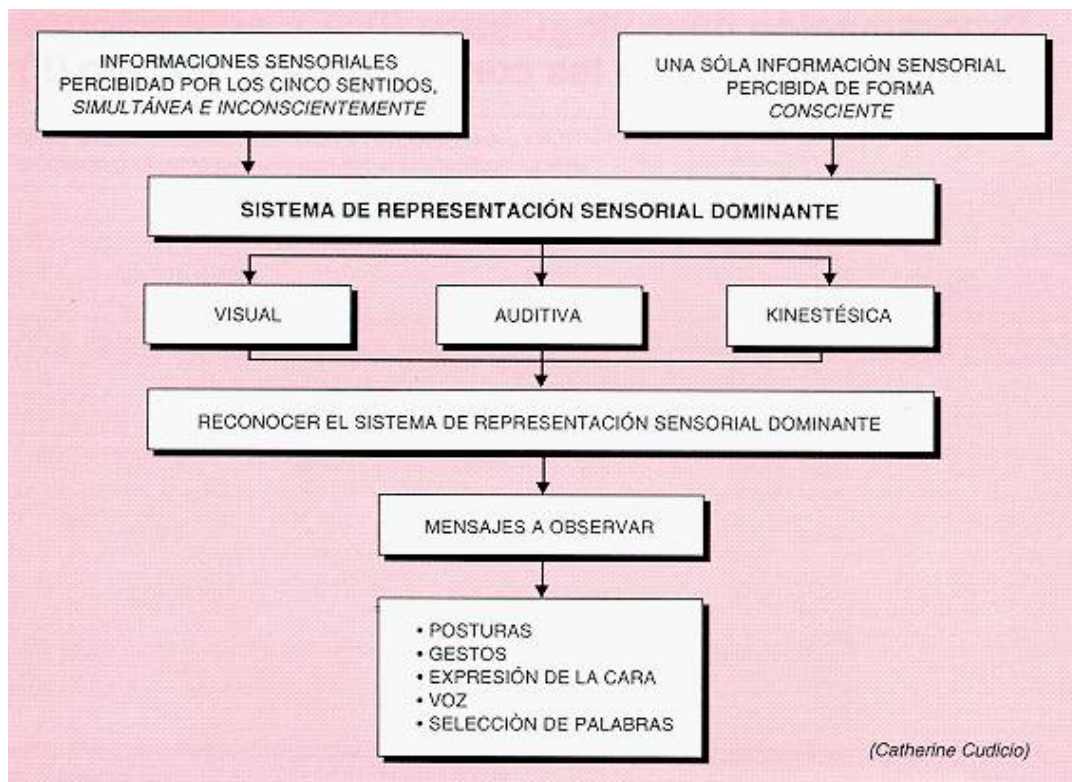 INFORMACIONES SENSORIALES
PERCIBIDAD POR LOS CINCO SENTIDOS,
SIMULTÁNEA E INCONSCIENTEMENTE
UNA SÓLA INFORMACIÓN SENSORIAL
PERCIBIDA DE FORMA
CONSCIENTE
SISTEMA DE REPRESENTACIÓN SENSORIAL DOMINANTE
VISUAL
AUDITIVA
KINESTÉSICA
RECONOCER EL SISTEMA DE REPRESENTACIÓN SENSORIAL DOMINANTE
MENSAJES A OBSERVAR
• POSTURAS
• GESTOS
• EXPRESIÓN DE LA CARA
• VOZ
• SELECCIÒN DE PALABRAS
(Catherine Cudicio)